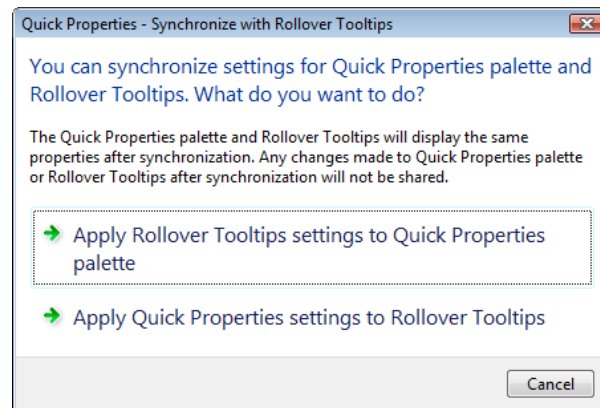 Quick Properties - Synchronize with Rollover Tooltips
You can synchronize settings for Quick Properties palette and
Rollover Tooltips. What do you want to do?
The Quick Properties palette and Rollover Tooltips will display the same
properties after synchronization. Any changes made to Quick Properties palette
or Rollover Tooltips after synchronization will not be shared.
Apply Rollover Tooltips settings to Quick Properties
palette
Apply Quick Properties settings to Rollover Tooltips
Cancel